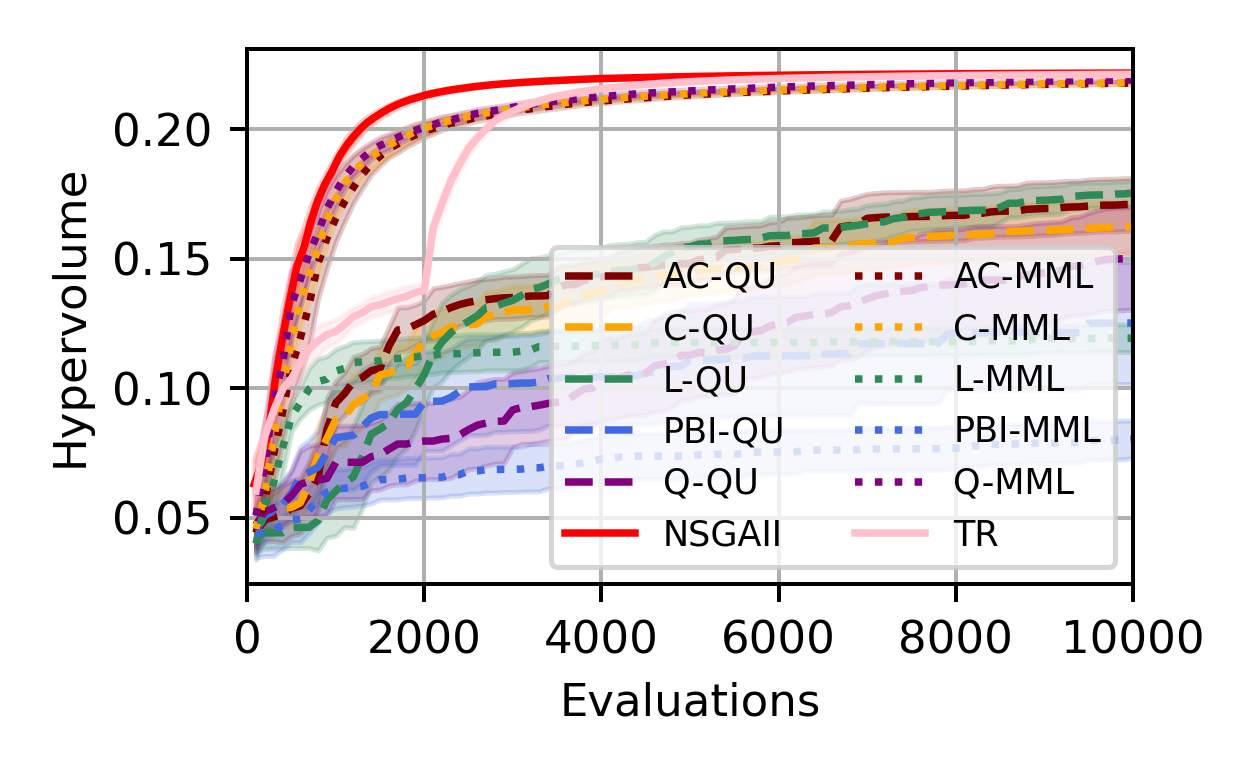 0.20
0.15
0.10
0.05
Hypervolume
AC-QU AC-MML
C-QU C-MML
L-QU L-MML
PBI-QU PBI-MML
Q-QU Q-MML
NSGAII TR
0 2000 4000 6000 8000 10000
Evaluations